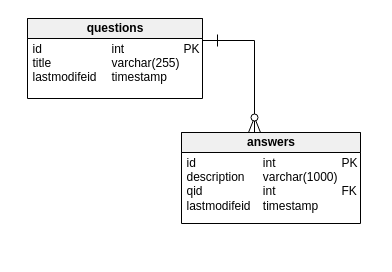 questions
id int PK
title varchar(255)
lastmodifeid timestamp
answers
id int PK
description varchar(1000)
qid int FK
lastmodifeid timestamp